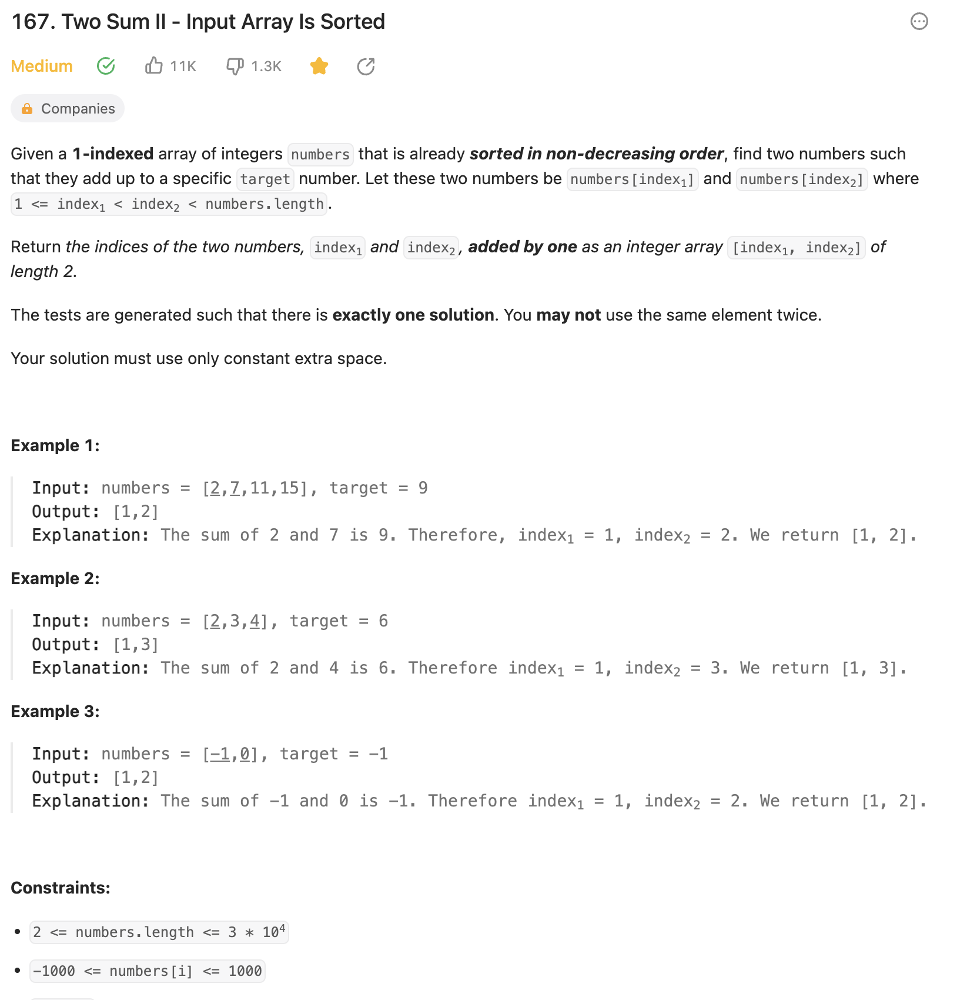 167. Two Sum II - Input Array Is Sorted
Medium 11K 1.3K
Companies
Given a 1-indexed array of integers numbers that is already sorted in non-decreasing order, find two numbers such
that they add up to a specific target number. Let these two numbers be numbers[index₁] and numbers[index₂] where
1 <= index₁ < index₂ < numbers.length.
Return the indices of the two numbers, index₁ and index₂, added by one as an integer array [index₁, index₂] of
length 2.
The tests are generated such that there is exactly one solution. You may not use the same element twice.
Your solution must use only constant extra space.
Example 1:
Input: numbers = [2,7,11,15], target = 9
Output: [1,2]
Explanation: The sum of 2 and 7 is 9. Therefore, index₁ = 1, index₂ = 2. We return [1, 2].
Example 2:
Input: numbers = [2,3,4], target = 6
Output: [1,3]
Explanation: The sum of 2 and 4 is 6. Therefore index₁ = 1, index₂ = 3. We return [1, 3].
Example 3:
Input: numbers = [-1,0], target = -1
Output: [1,2]
Explanation: The sum of -1 and 0 is -1. Therefore index₁ = 1, index₂ = 2. We return [1, 2].
Constraints:
• 2 <= numbers.length <= 3 * 10⁴
• -1000 <= numbers[i] <= 1000